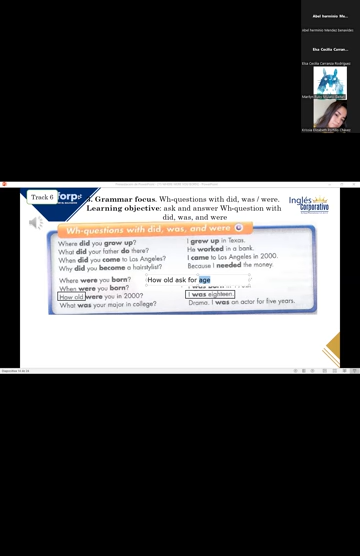 Abel herminio Me...
Abel herminio Mendez benavides
Elsa Cecilia Carran...
Elsa Cecilia Carranza Rodriguez
Track 6
Grammar focus. Wh-questions with did, was / were.
Learning objective: ask and answer Wh-question with
did, was, and were
Inglés
Corporativo
Wh-questions with did, was, and were
Where did you grow up?
I grew up in Texas.
What did your father do there?
He worked in a bank.
When did you come to Los Angeles?
I came to Los Angeles in 2000.
Why did you become a hairstylist?
Because I needed the money.
Where were you born?
How old ask for age
When were you born?
How old were you in 2000?
I was eighteen.
What was your major in college?
Drama. I was an actor for five years.